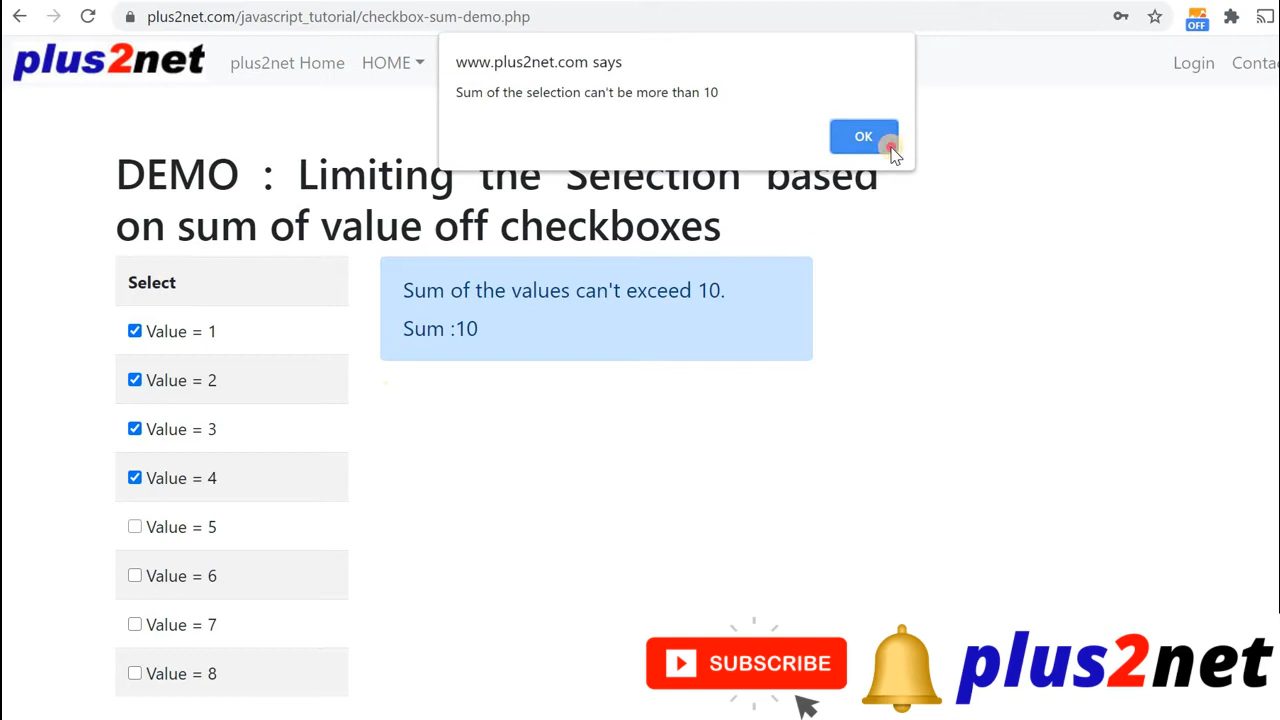 plus2net.com/javascript_tutorial/checkbox-sum-demo.php
OFF
plus2net
plus2net Home
HOME
Login
Conta
www.plus2net.com says
Sum of the selection can't be more than 10
OK
DEMO : Limiting the Selection based
on sum of value off checkboxes
Select
Sum of the values can't exceed 10.
Sum :10
Value = 1
Value = 2
Value = 3
Value = 4
Value = 5
Value = 6
Value = 7
Value = 8
SUBSCRIBE
plus2net